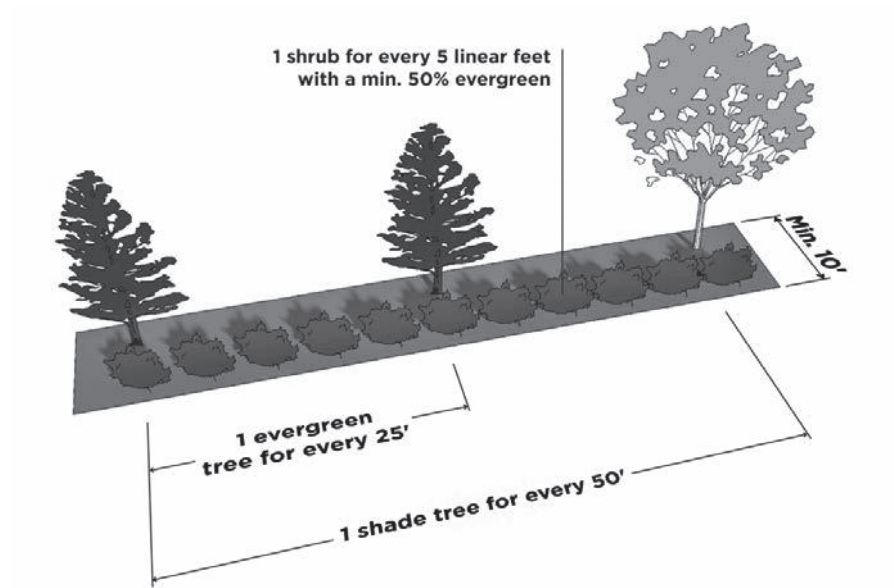 1 shrub for every 5 linear feet
with a min. 50% evergreen
Min. 10'
1 evergreen
tree for every 25'
1 shade tree for every 50'